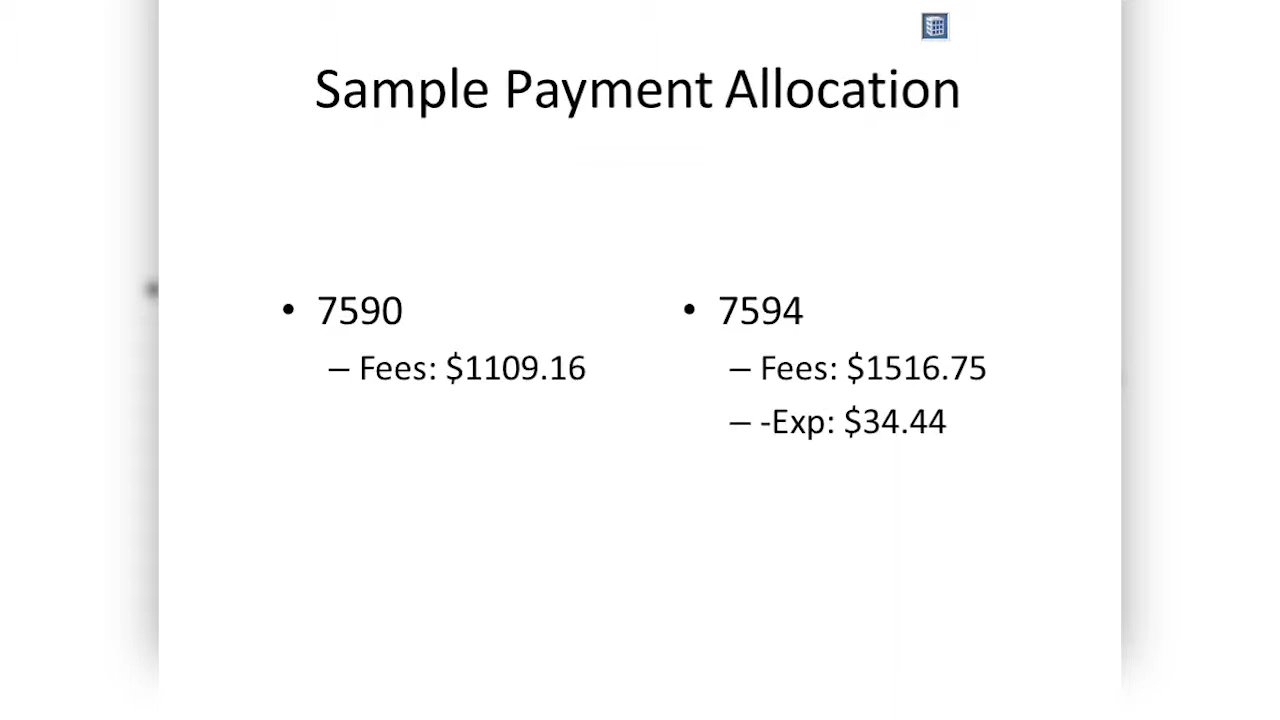 Sample Payment Allocation
• 7590
– Fees: $1109.16
• 7594
– Fees: $1516.75
– -Exp: $34.44